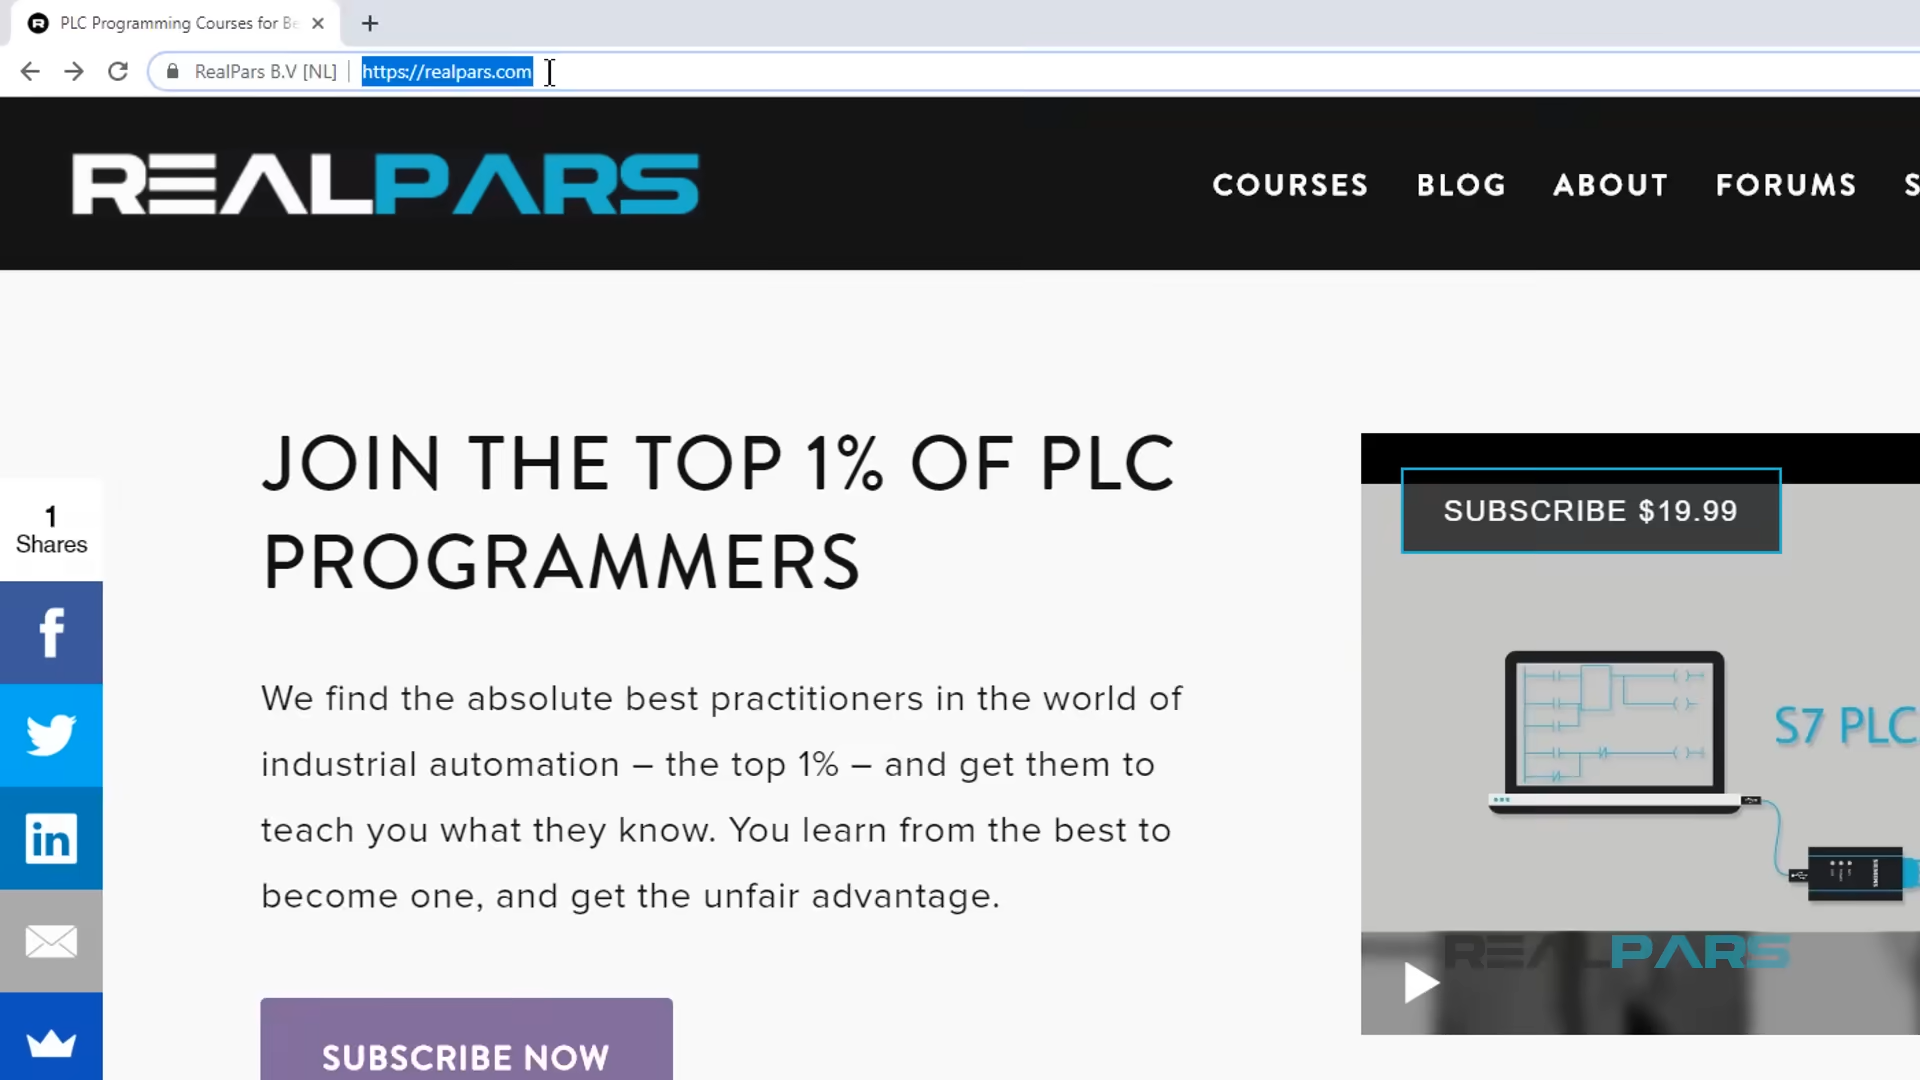 PLC Programming Courses for Be
RealPars B.V [NL]
https://realpars.com
REALPARS
COURSES
BLOG
ABOUT
FORUMS
S
JOIN THE TOP 1% OF PLC
PROGRAMMERS
We find the absolute best practitioners in the world of
industrial automation – the top 1% – and get them to
teach you what they know. You learn from the best to
become one, and get the unfair advantage.
SUBSCRIBE NOW
1
Shares
f
in
SUBSCRIBE $19.99
S7 PLC
SIEMENS
REALPARS